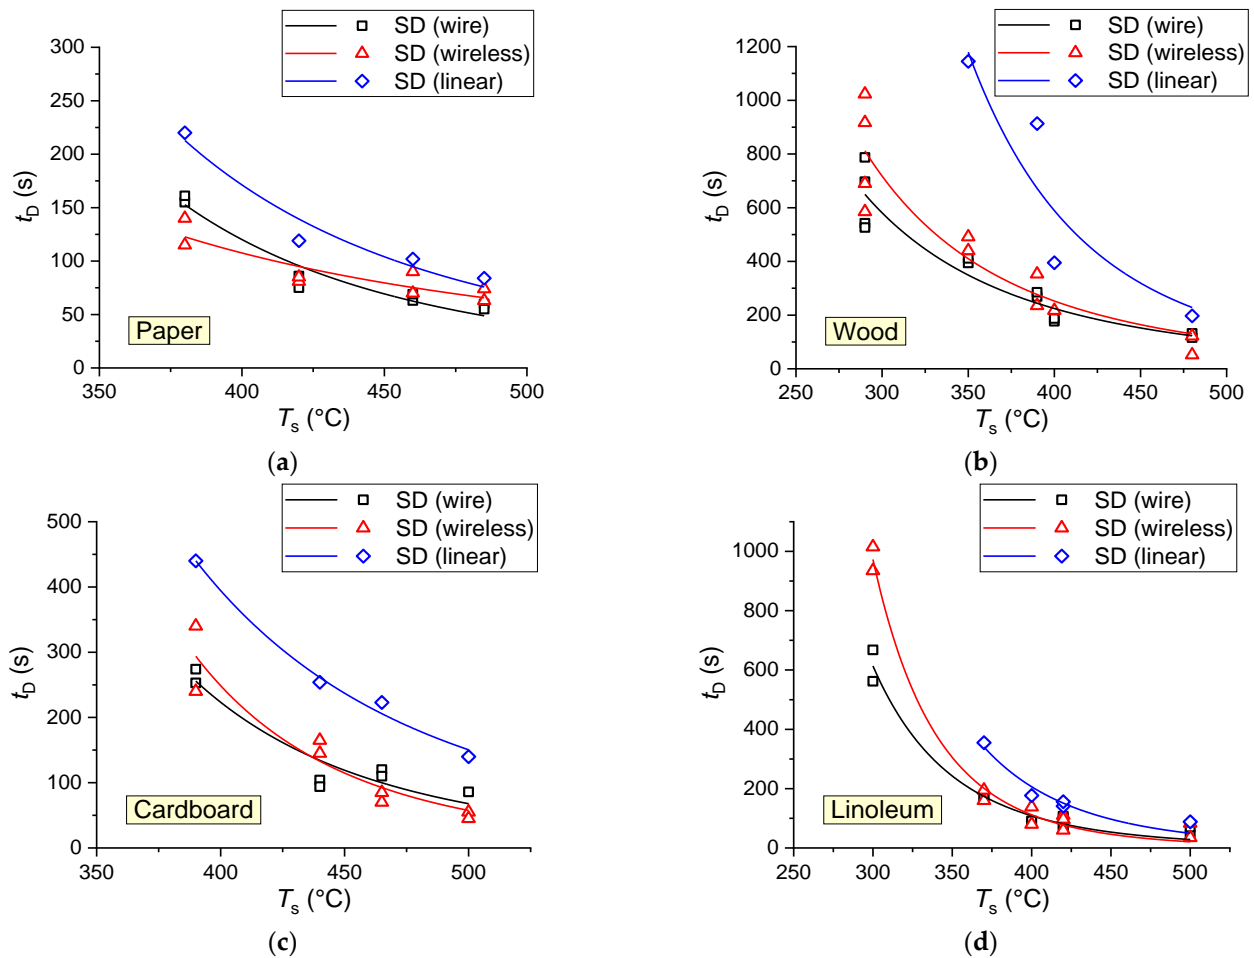 SD (wire)
SD (wireless)
SD (linear)
300
250
200
150
100
50
0
t_D (s)
Paper
350
400
450
500
T_s (°C)
(a)
SD (wire)
SD (wireless)
SD (linear)
1200
1000
800
600
400
200
0
t_D (s)
Wood
250
300
350
400
450
500
T_s (°C)
(b)
SD (wire)
SD (wireless)
SD (linear)
500
400
300
200
100
0
t_D (s)
Cardboard
350
400
450
500
T_s (°C)
(c)
SD (wire)
SD (wireless)
SD (linear)
1000
800
600
400
200
0
t_D (s)
Linoleum
250
300
350
400
450
500
T_s (°C)
(d)